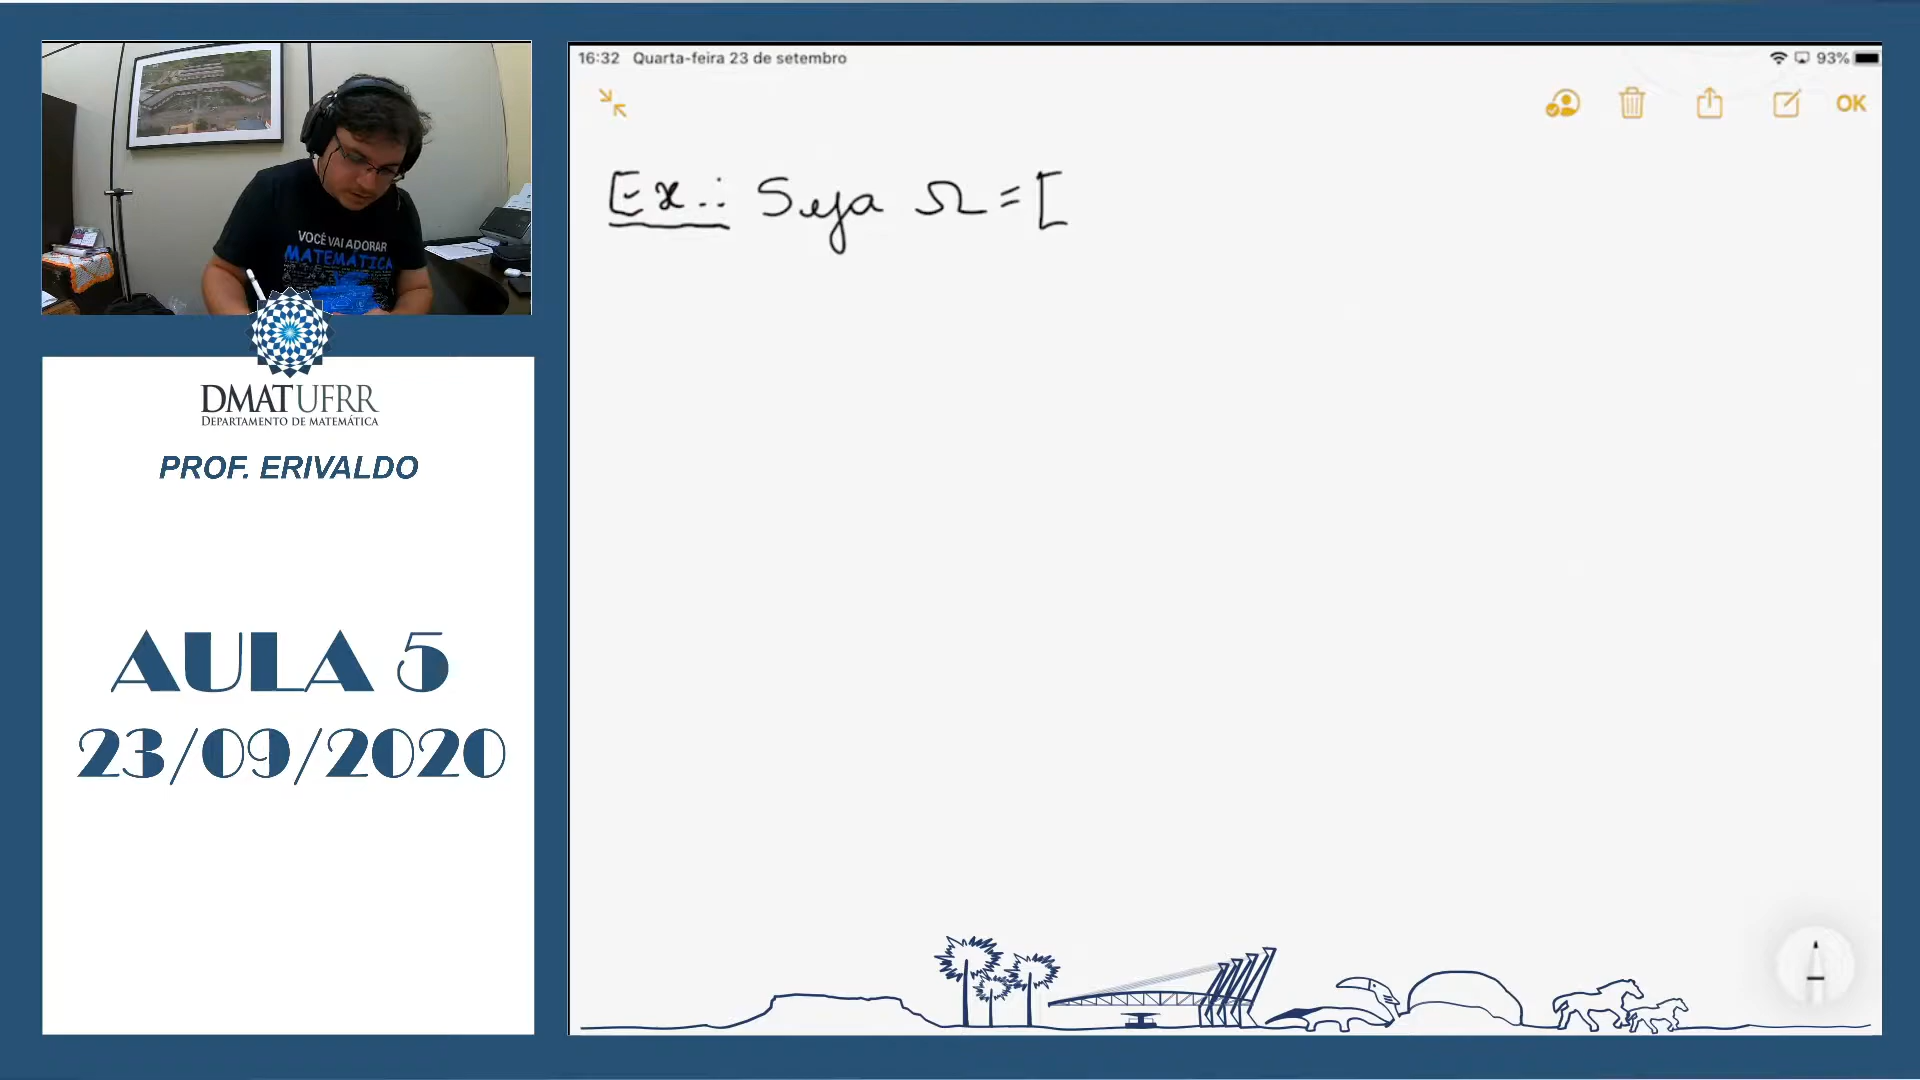 16:32 Quarta-feira 23 de setembro
93%
OK
Ex.: Seja Ω = [
VOCÊ VAI ADORAR
MATEMÁTICA
DMATUFRR
DEPARTAMENTO DE MATEMÁTICA
PROF. ERIVALDO
AULA 5
23/09/2020